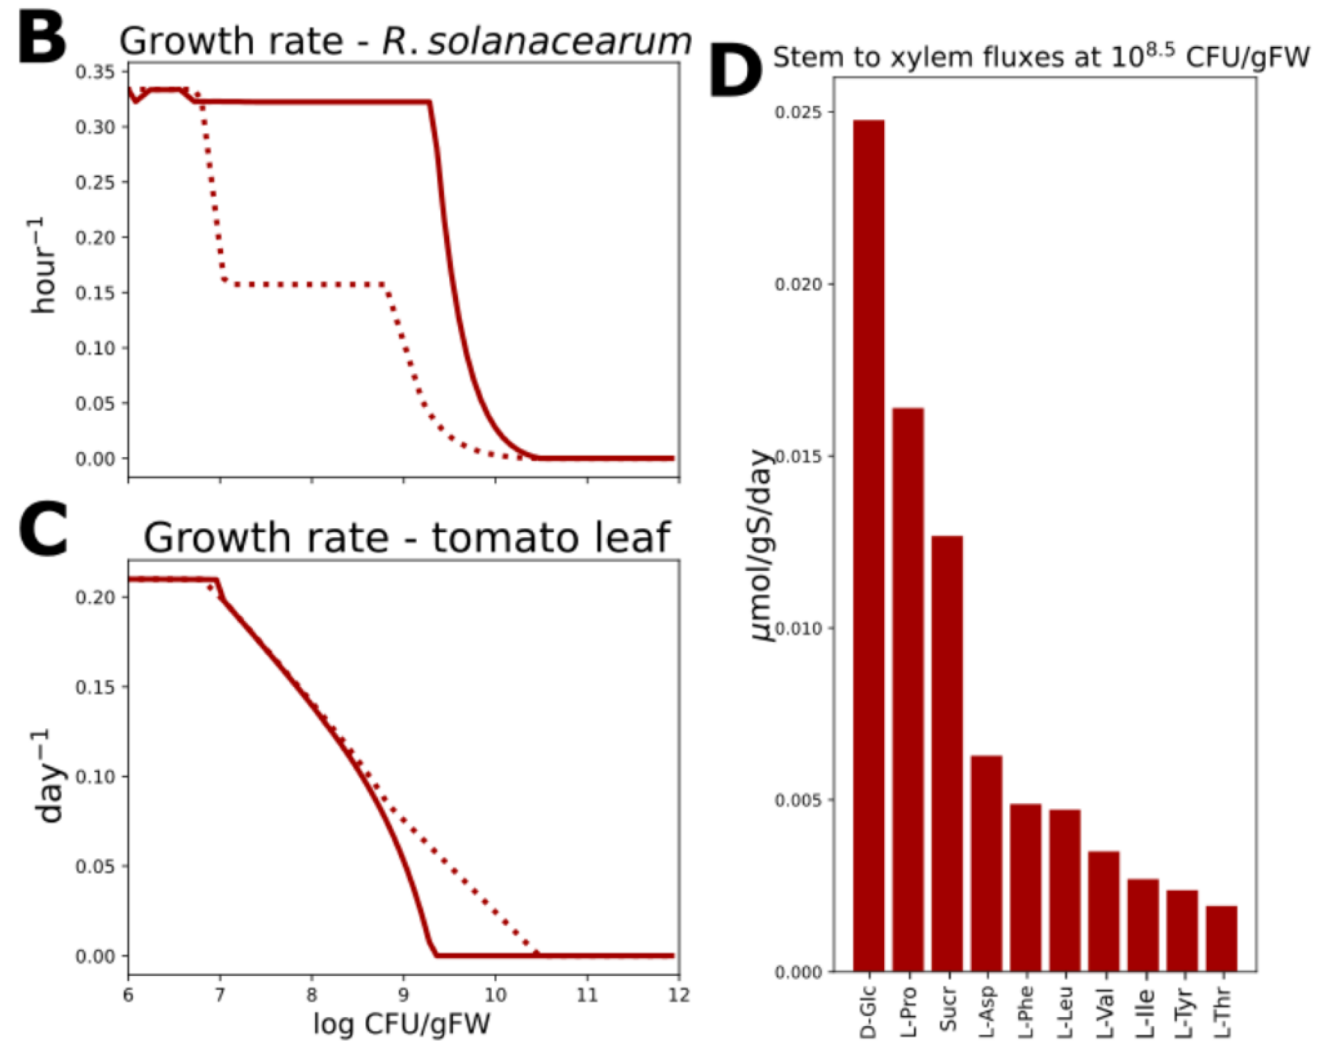 B
Growth rate - R. solanacearum
0.35
0.30
0.25
0.20
0.15
0.10
0.05
0.00
hour⁻¹
C
Growth rate - tomato leaf
0.20
0.15
0.10
0.05
0.00
day⁻¹
6 7 8 9 10 11 12
log CFU/gFW
D
Stem to xylem fluxes at 10⁸·⁵ CFU/gFW
0.025
0.020
0.015
0.010
0.005
0.000
μmol/gS/day
D-Glc
L-Pro
Sucr
L-Asp
L-Phe
L-Leu
L-Val
L-Ile
L-Tyr
L-Thr